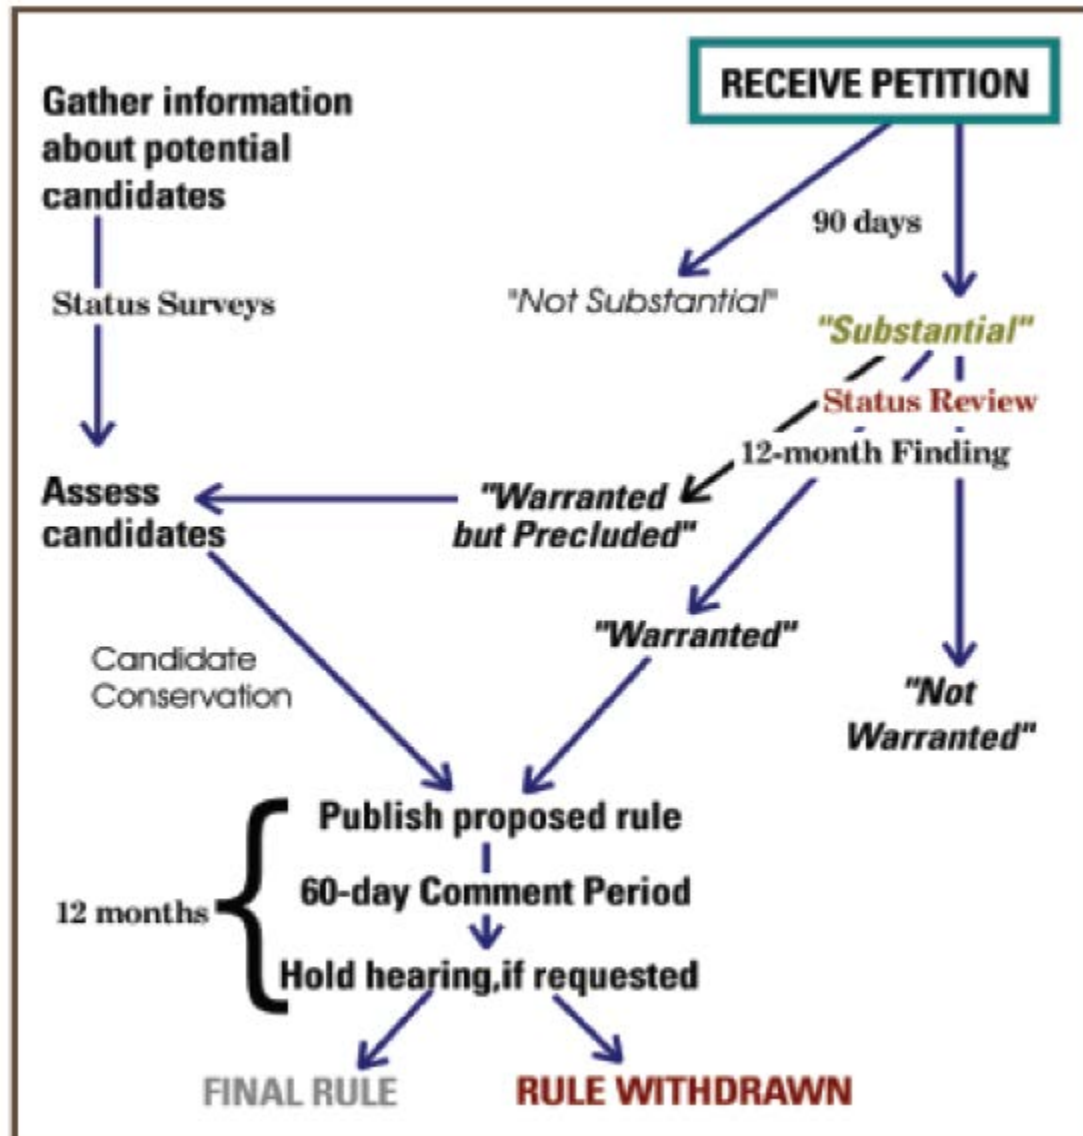 RECEIVE PETITION
Gather information
about potential
candidates
90 days
Status Surveys
"Not Substantial"
"Substantial"
Status Review
12-month Finding
Assess
candidates
"Warranted
but Precluded"
"Warranted"
Candidate
Conservation
"Not
Warranted"
Publish proposed rule
60-day Comment Period
12 months
Hold hearing,if requested
FINAL RULE
RULE WITHDRAWN